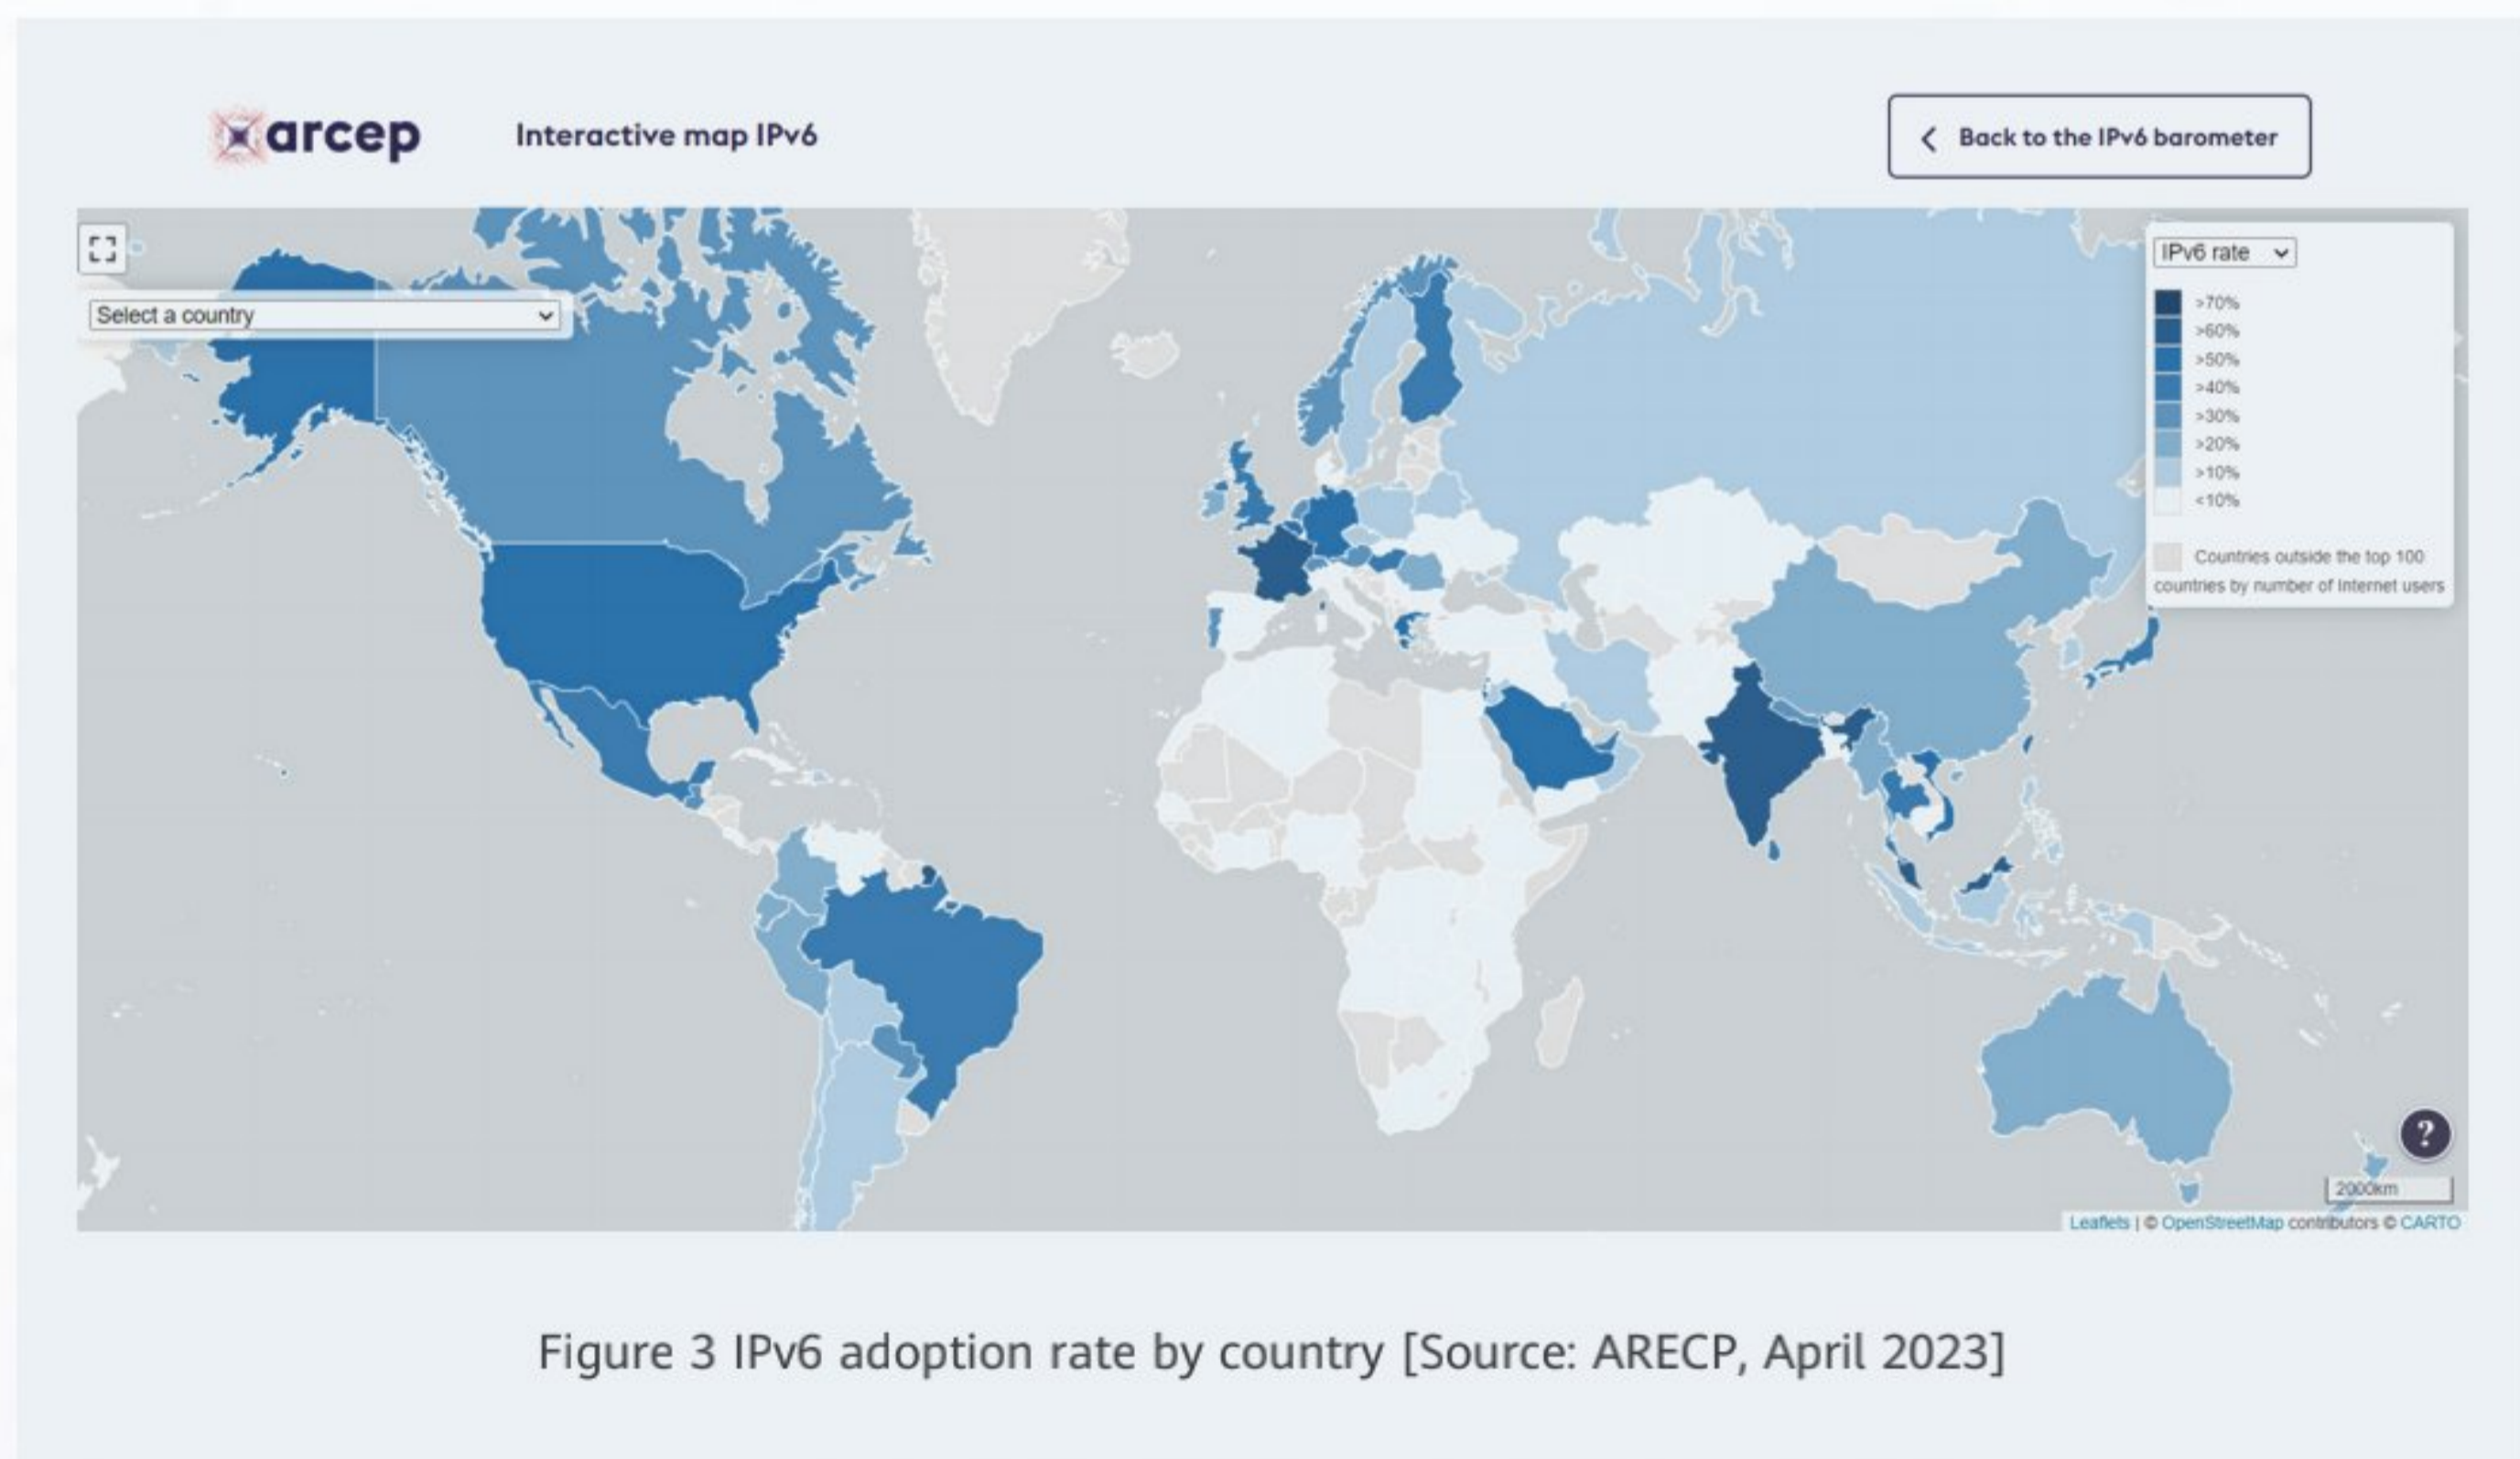 arcep
Interactive map IPv6
Back to the IPv6 barometer
Select a country
IPv6 rate
>70%
>60%
>50%
>40%
>30%
>20%
>10%
<10%
Countries outside the top 100
countries by number of Internet users
?
2000km
Leaflets | © OpenStreetMap contributors © CARTO
Figure 3 IPv6 adoption rate by country [Source: ARECP, April 2023]